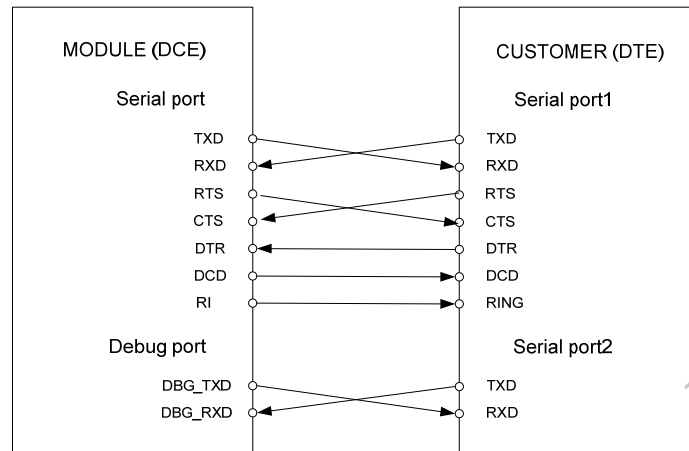 MODULE (DCE)
Serial port
TXD
RXD
RTS
CTS
DTR
DCD
RI
Debug port
DBG_TXD
DBG_RXD
CUSTOMER (DTE)
Serial port1
TXD
RXD
RTS
CTS
DTR
DCD
RING
Serial port2
TXD
RXD